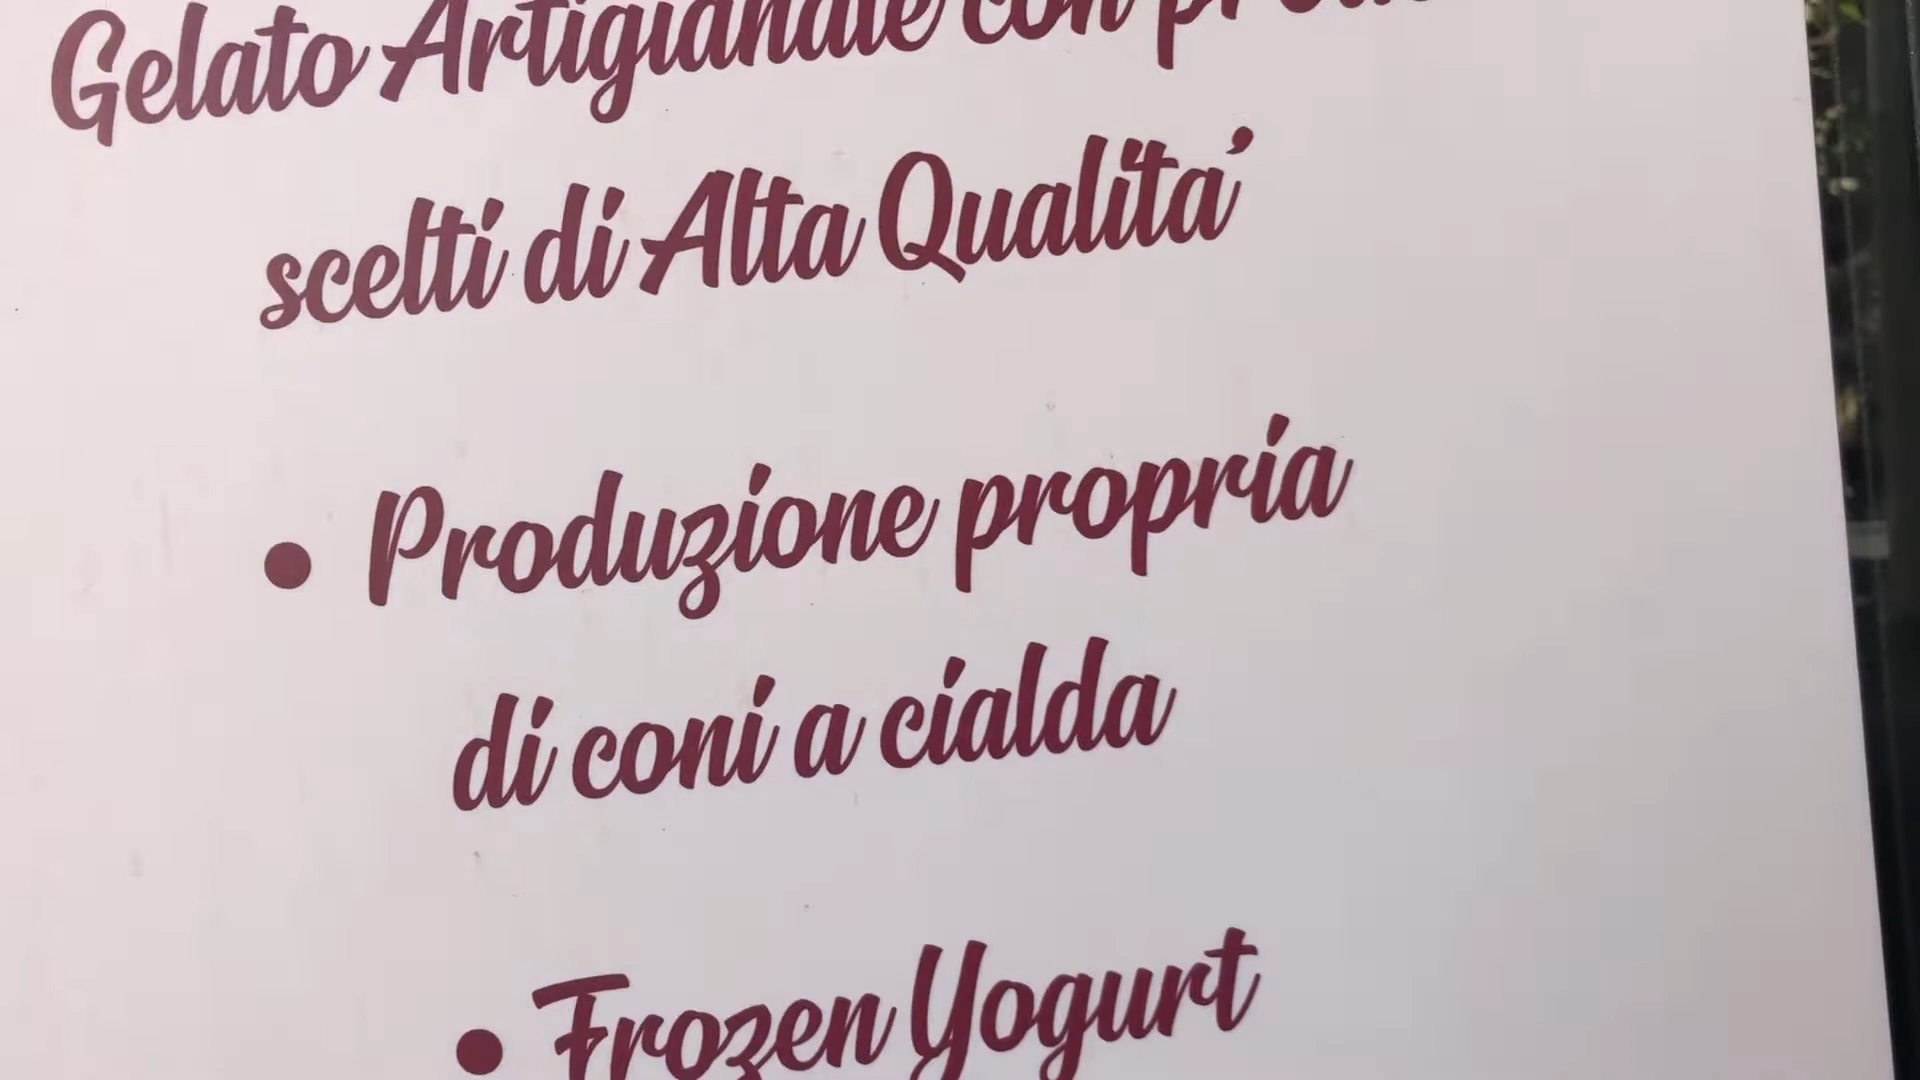 Gelato Artigianale con
scelti di Alta Qualita'
• Produzione propria
di coni a cialda
• Frozen Yogurt